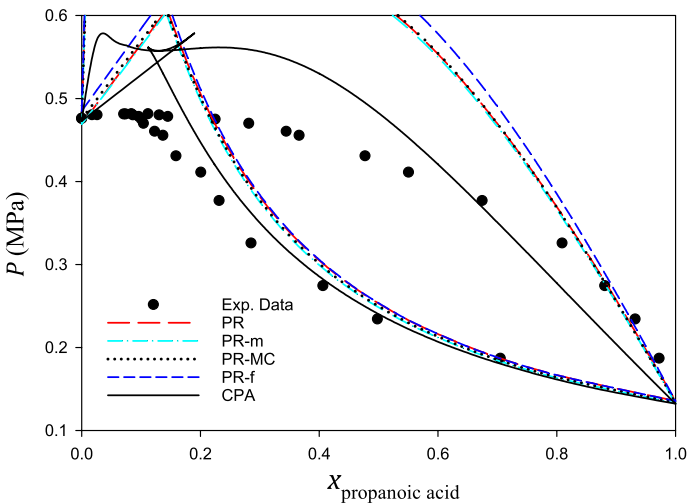 0.6
0.5
0.4
0.3
0.2
0.1
P (MPa)
Exp. Data
PR
PR-m
PR-MC
PR-f
CPA
0.0 0.2 0.4 0.6 0.8 1.0
x propanoic acid